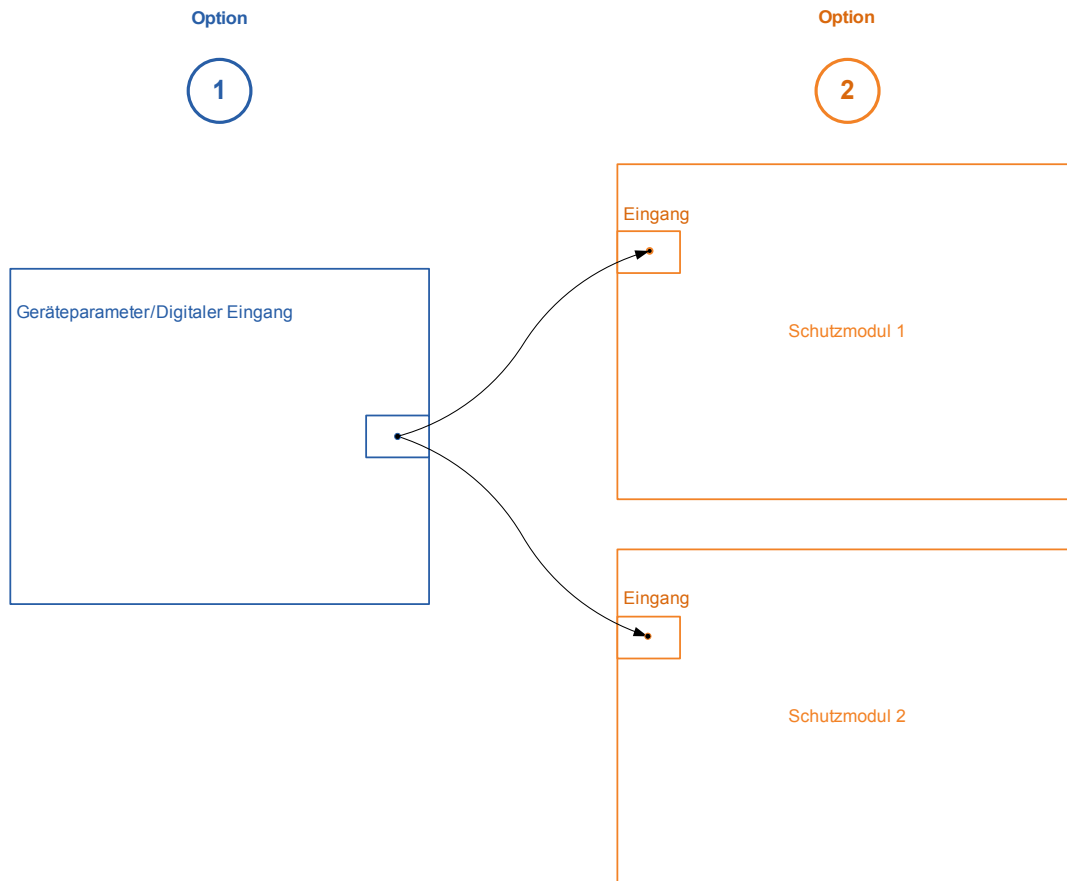 Option
1
Option
2
Geräteparameter/Digitaler Eingang
Eingang
Schutzmodul 1
Eingang
Schutzmodul 2